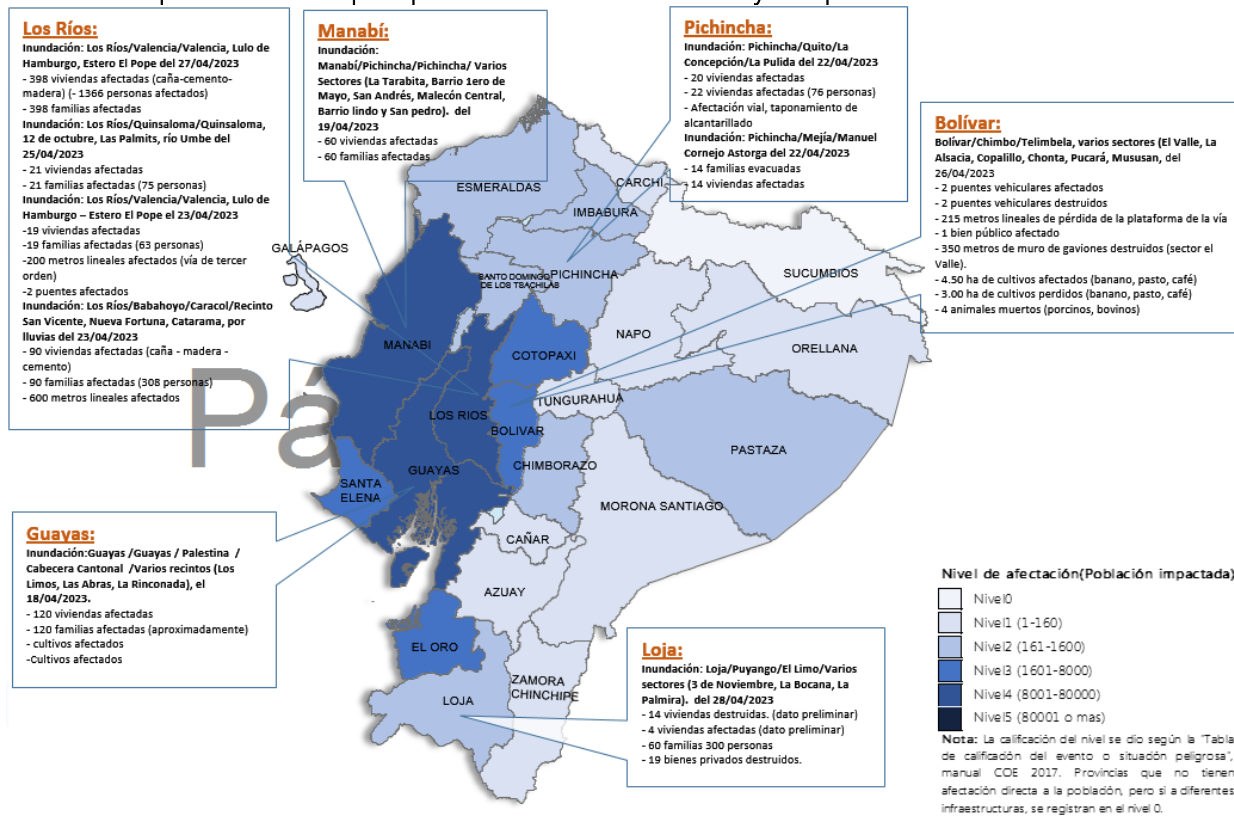 Los Ríos:
Inundación: Los Ríos/Valencia/Valencia, Lulo de
Hamburgo, Estero El Pope del 27/04/2023
- 398 viviendas afectadas (caña-cemento-
madera) (- 1366 personas afectados)
- 398 familias afectadas
Inundación: Los Ríos/Quinsaloma/Quinsaloma,
12 de octubre, Las Palmits, río Umbe del
25/04/2023
- 21 viviendas afectadas
- 21 familias afectadas (75 personas)
Inundación: Los Ríos/Valencia/Valencia, Lulo de
Hamburgo – Estero El Pope el 23/04/2023
-19 viviendas afectadas
-19 familias afectadas (63 personas)
-200 metros lineales afectados (vía de tercer
orden)
-2 puentes afectados
Inundación: Los Ríos/Babahoyo/Caracol/Recinto
San Vicente, Nueva Fortuna, Catarama, por
lluvias del 23/04/2023
- 90 viviendas afectadas (caña - madera -
cemento)
- 90 familias afectadas (308 personas)
- 600 metros lineales afectados
Manabí:
Inundación:
Manabí/Pichincha/Pichincha/ Varios
Sectores (La Tarabita, Barrio 1ero de
Mayo, San Andrés, Malecón Central,
Barrio lindo y San pedro). del
19/04/2023
- 60 viviendas afectadas
- 60 familias afectadas
Pichincha:
Inundación: Pichincha/Quito/La
Concepción/La Pulida del 22/04/2023
- 20 viviendas afectadas
- 22 viviendas afectadas (76 personas)
- Afectación vial, taponamiento de
alcantarillado
Inundación: Pichincha/Mejía/Manuel
Cornejo Astorga del 22/04/2023
- 14 familias evacuadas
- 14 viviendas afectadas
Bolívar:
Bolívar/Chimbo/Telimbela, varios sectores (El Valle, La
Alsacia, Copalillo, Chonta, Pucará, Mususan, del
26/04/2023
- 2 puentes vehiculares afectados
- 2 puentes vehiculares destruidos
- 215 metros lineales de pérdida de la plataforma de la vía
- 1 bien público afectado
- 350 metros de muro de gaviones destruidos (sector el
Valle).
- 4.50 ha de cultivos afectados (banano, pasto, café)
- 3.00 ha de cultivos perdidos (banano, pasto, café)
- 4 animales muertos (porcinos, bovinos)
ESMERALDAS
CARCHI
IMBABURA
GALÁPAGOS
SANTO DOMINGO
DE LOS TSACHILAS
PICHINCHA
SUCUMBIOS
NAPO
ORELLANA
MANABI
COTOPAXI
Pá
TUNGURAHUA
LOS RIOS
BOLIVAR
PASTAZA
GUAYAS
CHIMBORAZO
SANTA
ELENA
MORONA SANTIAGO
CAÑAR
AZUAY
EL ORO
LOJA
ZAMORA
CHINCHIPE
Guayas:
Inundación:Guayas /Guayas / Palestina /
Cabecera Cantonal /Varios recintos (Los
Limos, Las Abras, La Rinconada), el
18/04/2023.
- 120 viviendas afectadas
- 120 familias afectadas (aproximadamente)
- cultivos afectados
-Cultivos afectados
Loja:
Inundación: Loja/Puyango/El Limo/Varios
sectores (3 de Noviembre, La Bocana, La
Palmira). del 28/04/2023
- 14 viviendas destruidas. (dato preliminar)
- 4 viviendas afectadas (dato preliminar)
- 60 familias 300 personas
- 19 bienes privados destruidos.
Nivel de afectación(Población impactada)
Nivel0
Nivel1 (1-160)
Nivel2 (161-1600)
Nivel3 (1601-8000)
Nivel4 (8001-80000)
Nivel5 (80001 o mas)
Nota: La calificación del nivel se dio según la "Tabla
de calificación del evento o situación peligrosa",
manual COE 2017. Provincias que no tienen
afectación directa a la población, pero si a diferentes
infraestructuras, se registran en el nivel 0.